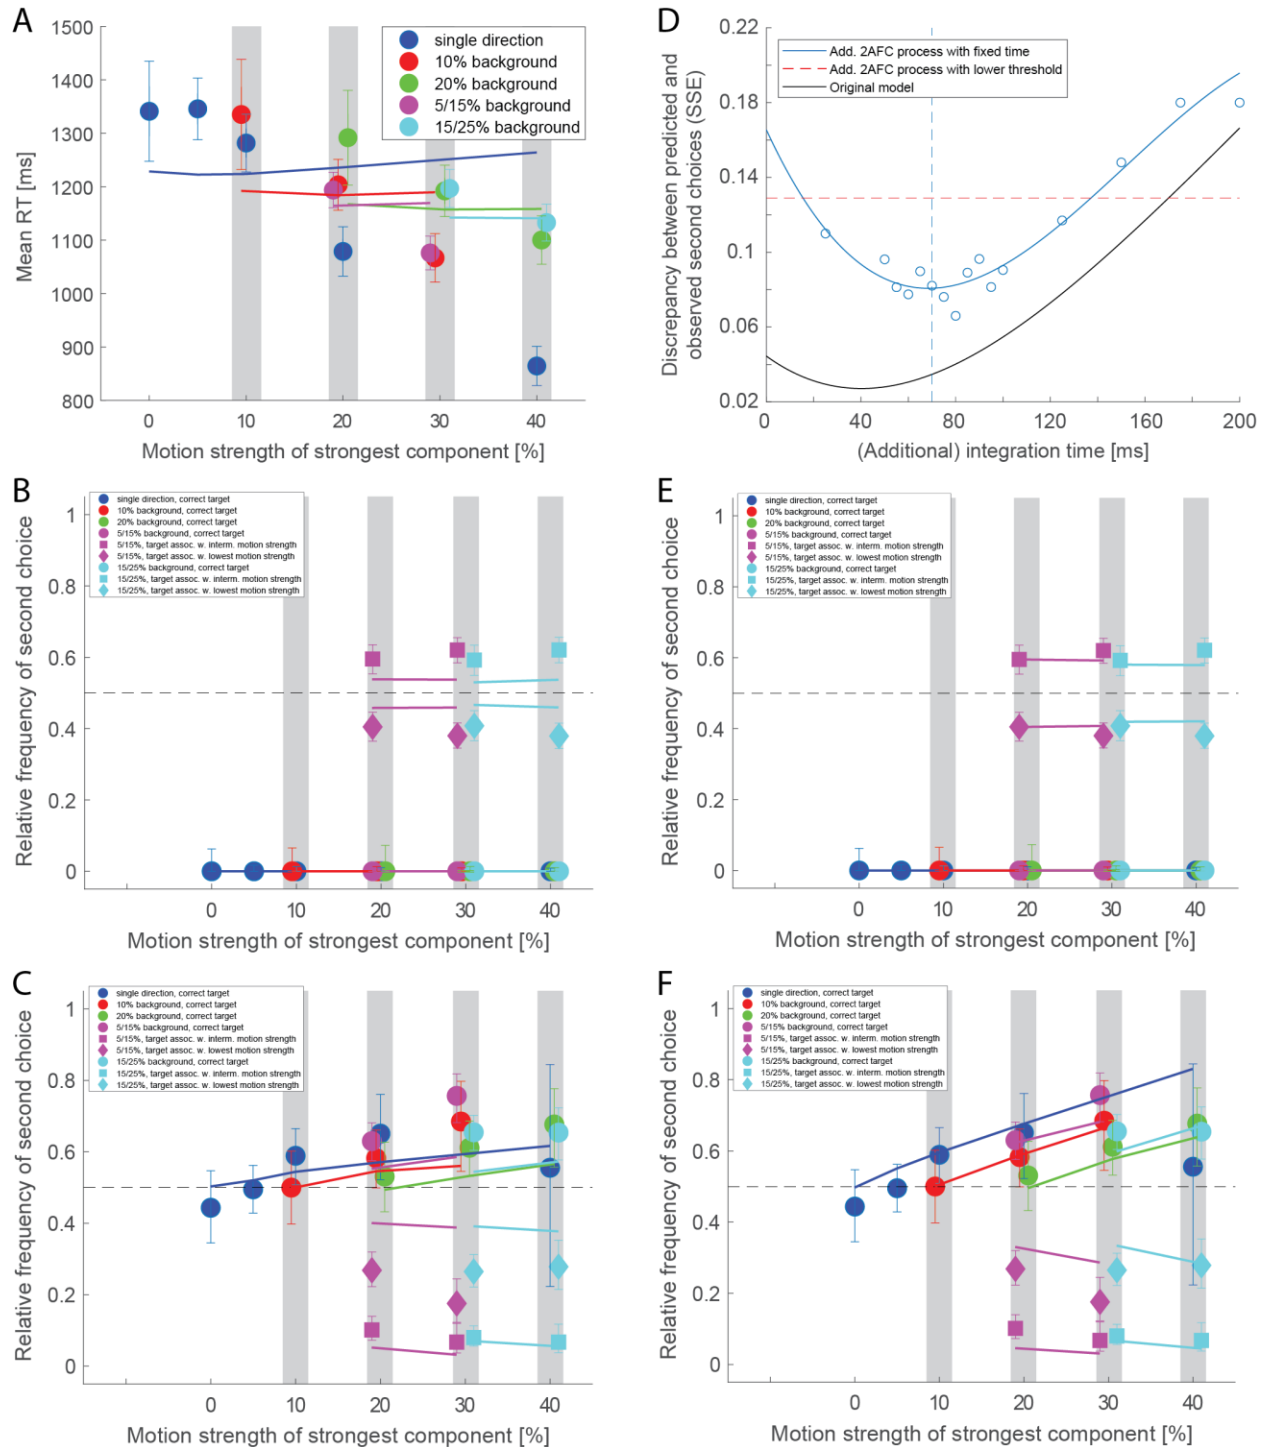 A
1500
1400
1300
1200
1100
1000
900
800
Mean RT [ms]
single direction
10% background
20% background
5/15% background
15/25% background
0
10
20
30
40
Motion strength of strongest component [%]
D
0.22
0.18
0.14
0.1
0.06
0.02
Discrepancy between predicted and
observed second choices (SSE)
Add. 2AFC process with fixed time
Add. 2AFC process with lower threshold
Original model
0
40
80
120
160
200
(Additional) integration time [ms]
B
1
0.8
0.6
0.4
0.2
0
Relative frequency of second choice
single direction, correct target
10% background, correct target
20% background, correct target
5/15% background, correct target
5/15%, target assoc. w. interm. motion strength
5/15%, target assoc. w. lowest motion strength
15/25% background, correct target
15/25%, target assoc. w. interm. motion strength
15/25%, target assoc. w. lowest motion strength
0
10
20
30
40
Motion strength of strongest component [%]
E
1
0.8
0.6
0.4
0.2
0
Relative frequency of second choice
single direction, correct target
10% background, correct target
20% background, correct target
5/15% background, correct target
5/15%, target assoc. w. interm. motion strength
5/15%, target assoc. w. lowest motion strength
15/25% background, correct target
15/25%, target assoc. w. interm. motion strength
15/25%, target assoc. w. lowest motion strength
0
10
20
30
40
Motion strength of strongest component [%]
C
1
0.8
0.6
0.4
0.2
0
Relative frequency of second choice
single direction, correct target
10% background, correct target
20% background, correct target
5/15% background, correct target
5/15%, target assoc. w. interm. motion strength
5/15%, target assoc. w. lowest motion strength
15/25% background, correct target
15/25%, target assoc. w. interm. motion strength
15/25%, target assoc. w. lowest motion strength
0
10
20
30
40
Motion strength of strongest component [%]
F
1
0.8
0.6
0.4
0.2
0
Relative frequency of second choice
single direction, correct target
10% background, correct target
20% background, correct target
5/15% background, correct target
5/15%, target assoc. w. interm. motion strength
5/15%, target assoc. w. lowest motion strength
15/25% background, correct target
15/25%, target assoc. w. interm. motion strength
15/25%, target assoc. w. lowest motion strength
0
10
20
30
40
Motion strength of strongest component [%]